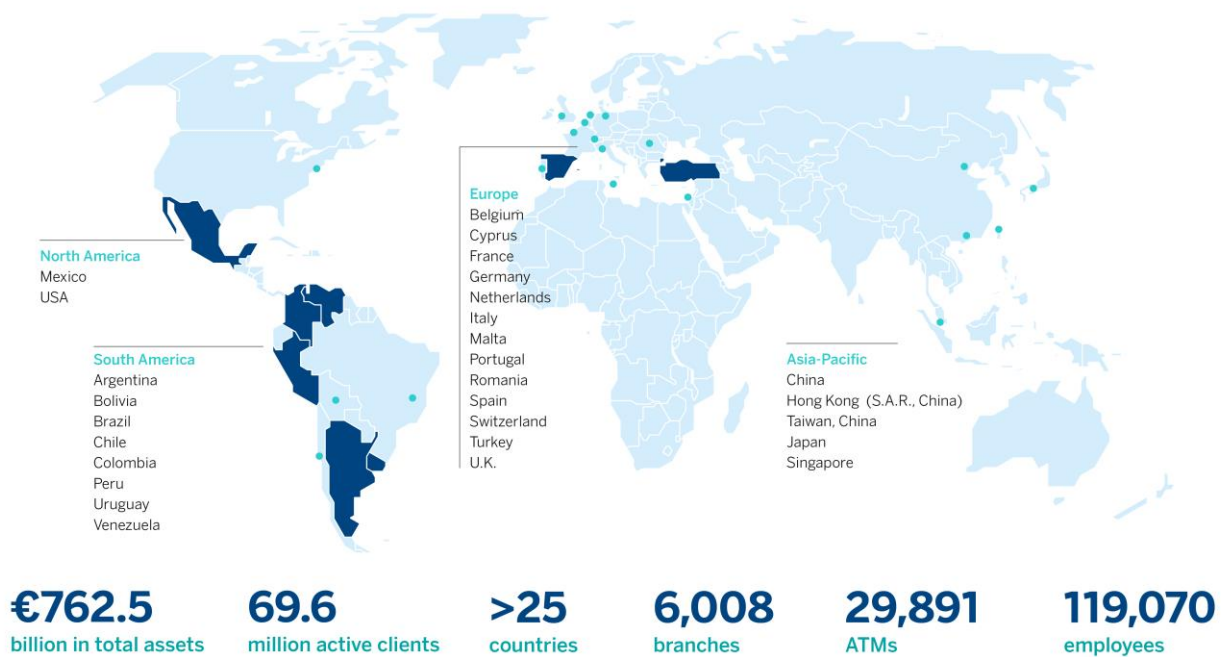 North America
Mexico
USA
South America
Argentina
Bolivia
Brazil
Chile
Colombia
Peru
Uruguay
Venezuela
Europe
Belgium
Cyprus
France
Germany
Netherlands
Italy
Malta
Portugal
Romania
Spain
Switzerland
Turkey
U.K.
Asia-Pacific
China
Hong Kong (S.A.R., China)
Taiwan, China
Japan
Singapore
€762.5
billion in total assets
69.6
million active clients
>25
countries
6,008
branches
29,891
ATMs
119,070
employees